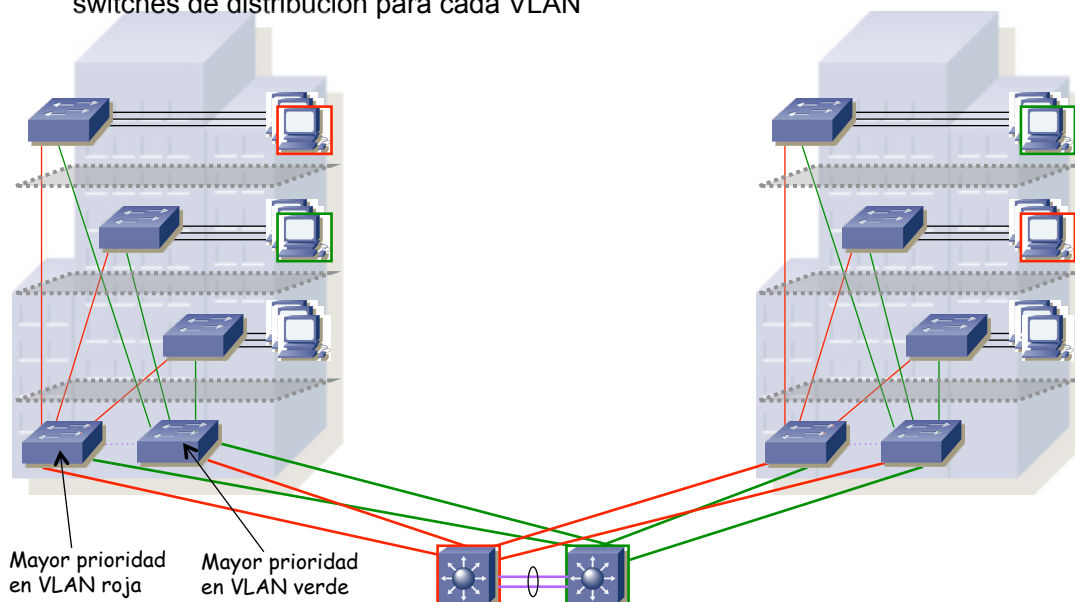 switches de distribución para cada VLAN
Mayor prioridad
en VLAN roja
Mayor prioridad
en VLAN verde